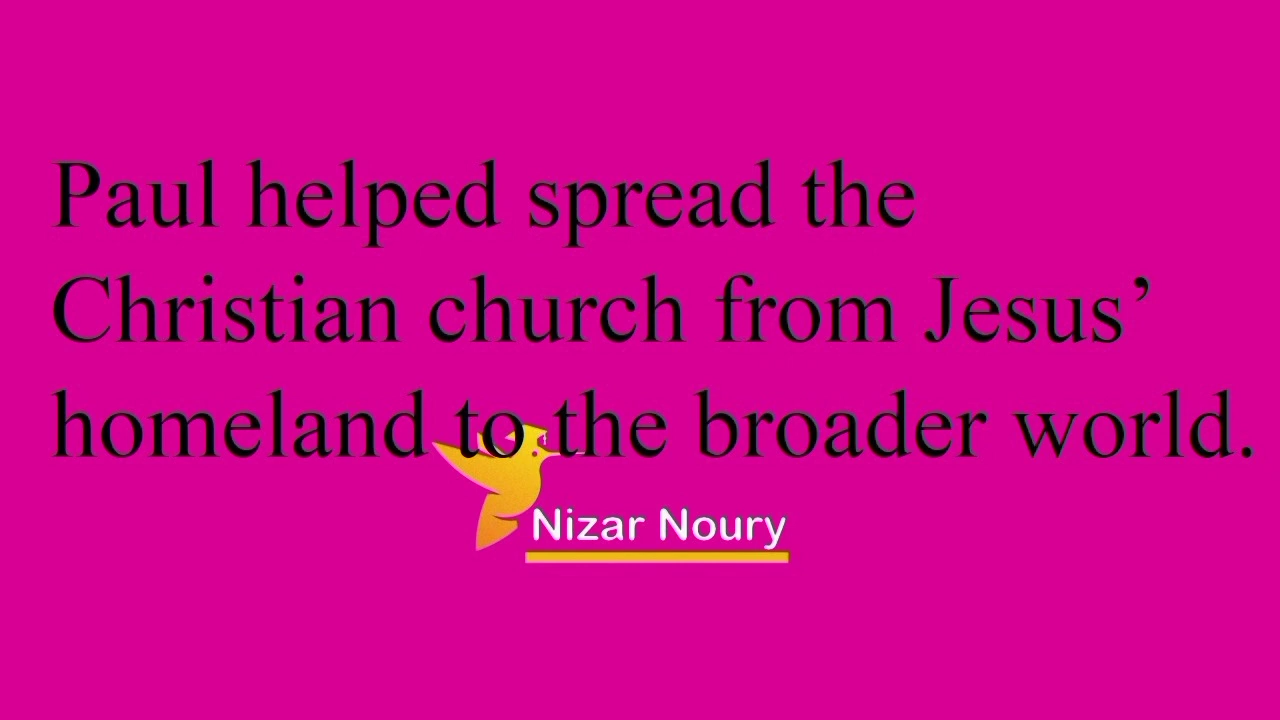 Paul helped spread the
Christian church from Jesus’
homeland to the broader world.
Nizar Noury